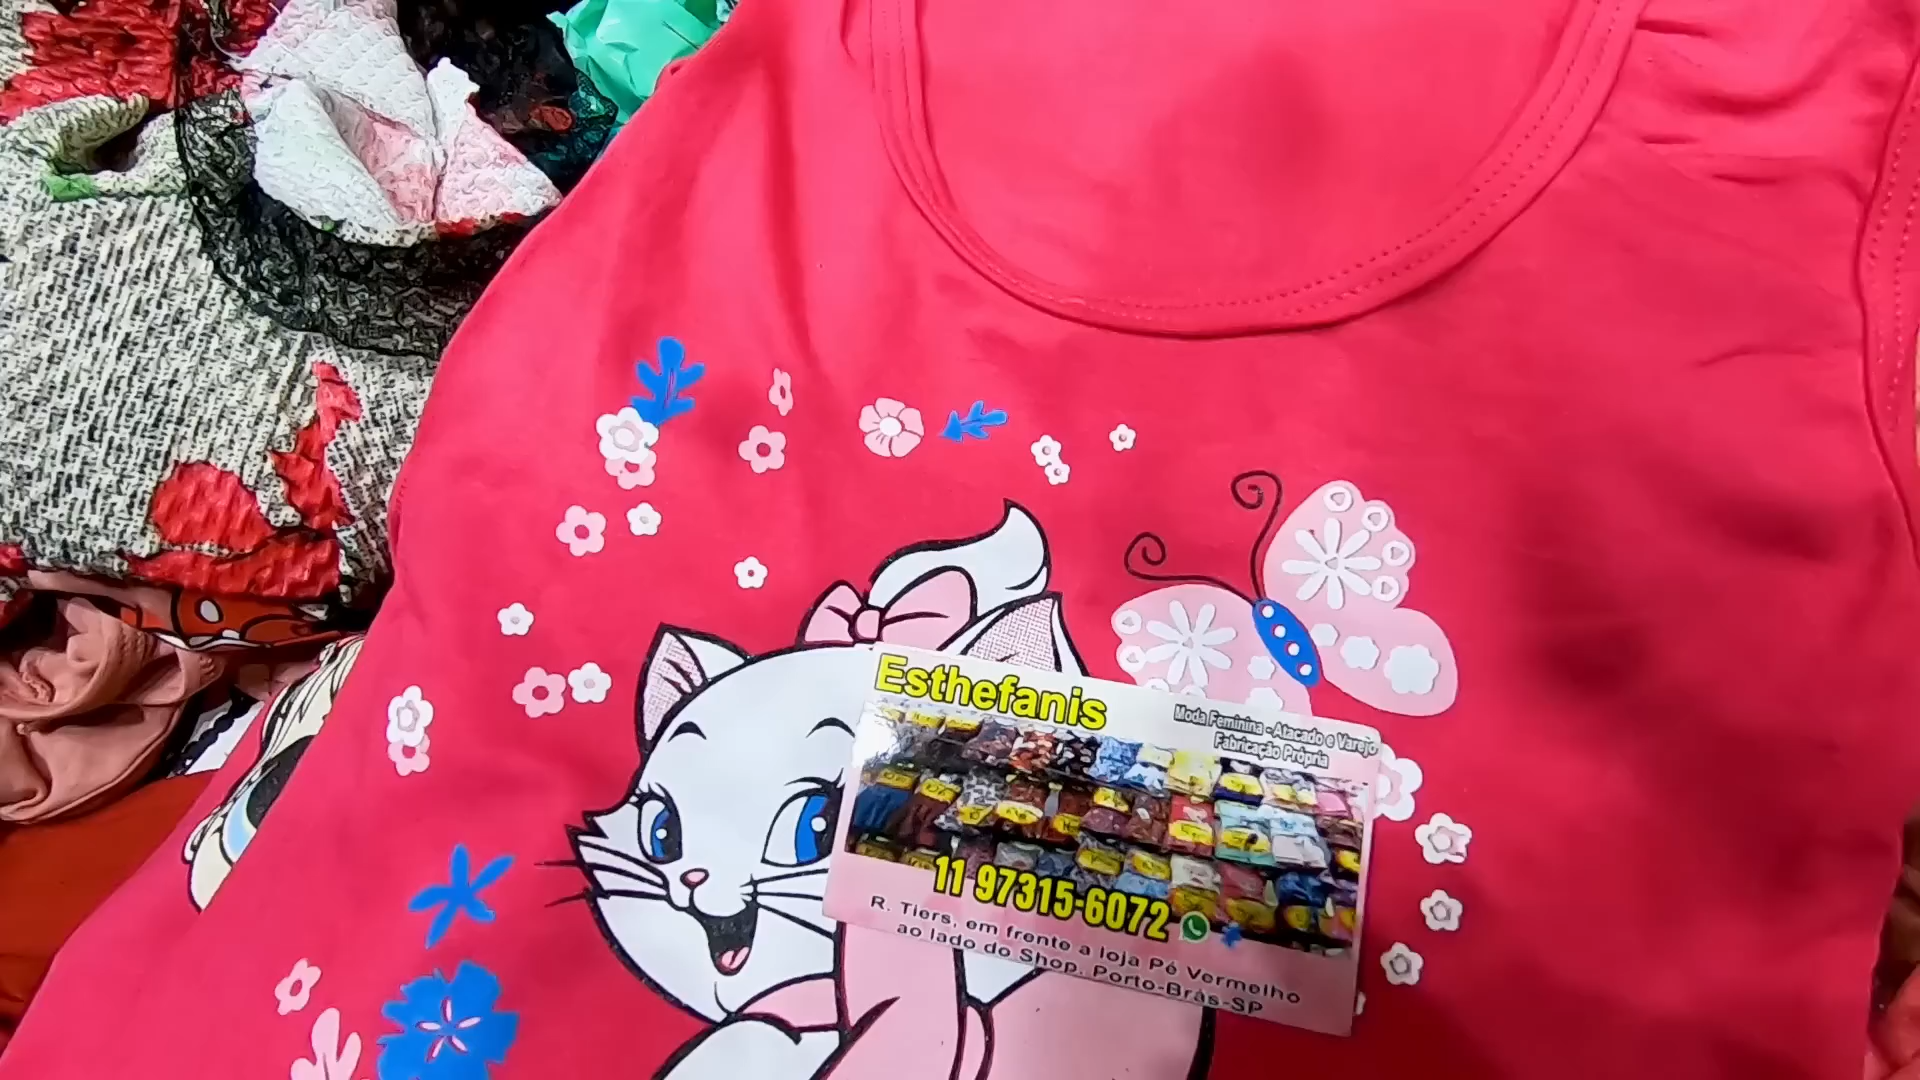 Esthefanis
Moda Feminina - Atacado e Varejo
Fabricação Própria
11 97315-6072
R. Tiers, em frente a loja Pé Vermelho
ao lado do Shop. Porto-Brás-SP